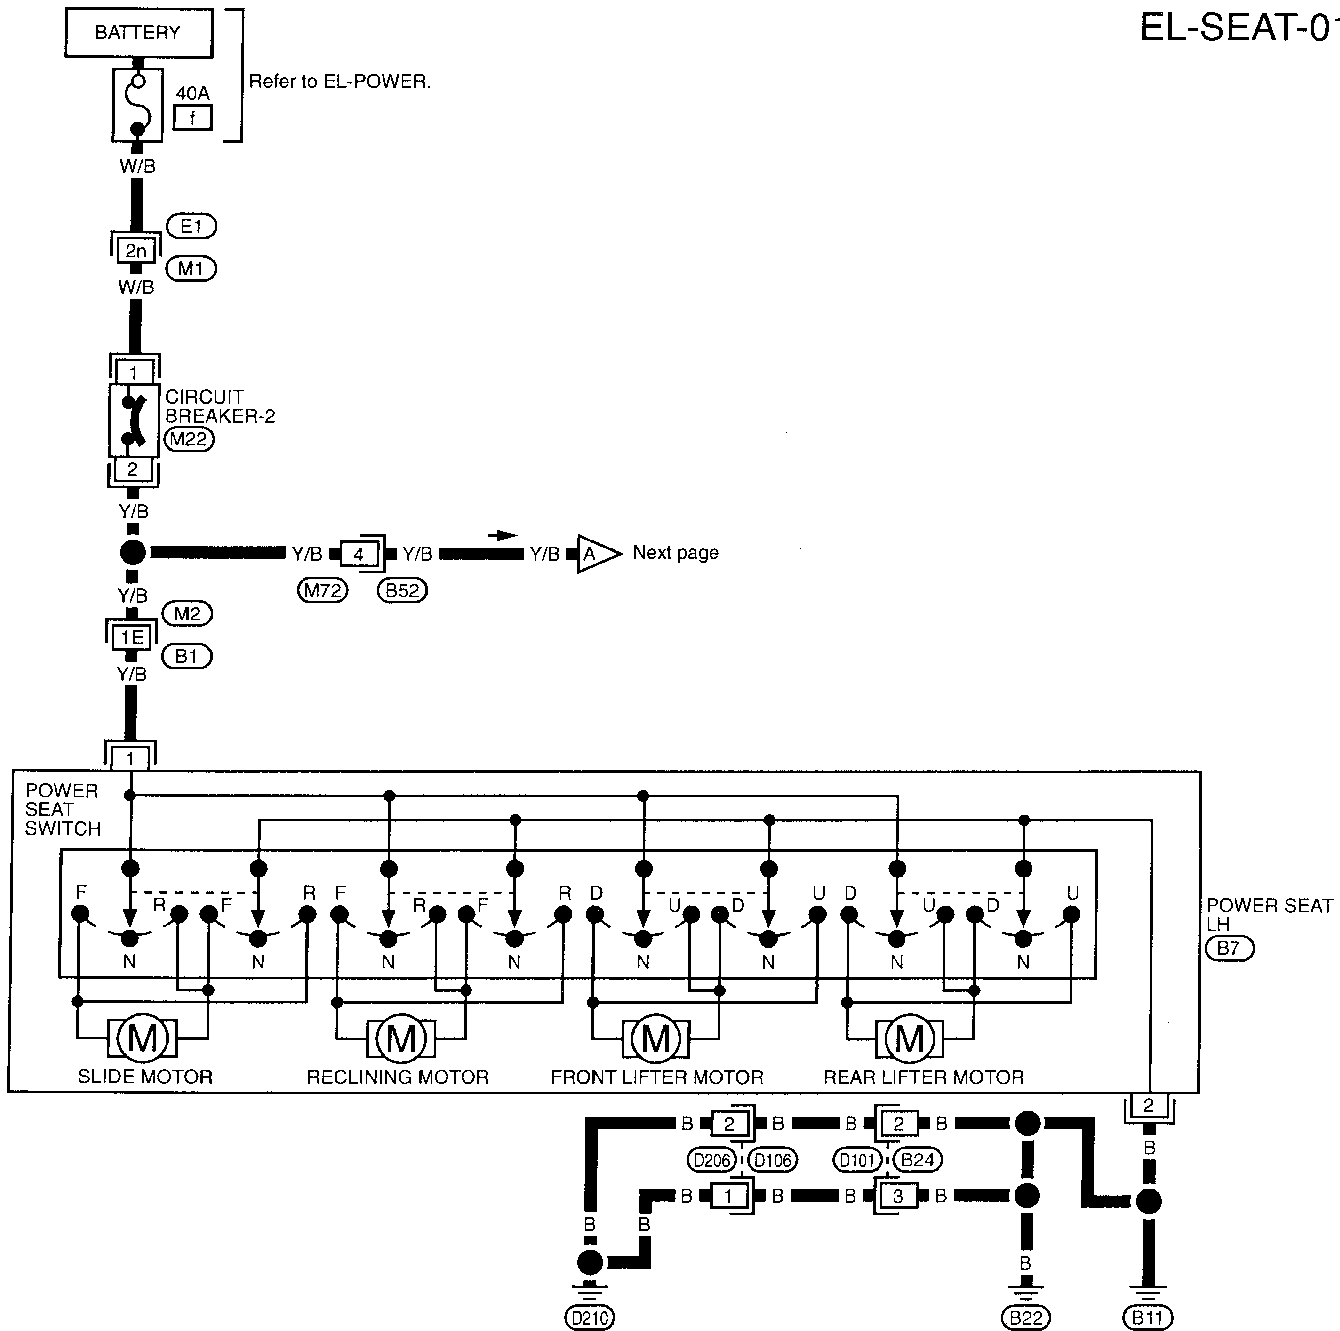 EL-SEAT-01
BATTERY
Refer to EL-POWER.
40A
f
W/B
E1
2n
M1
W/B
1
CIRCUIT
BREAKER-2
M22
2
Y/B
Y/B 4 Y/B Y/B A Next page
M72 B52
Y/B
M2
1E
B1
Y/B
1
POWER
SEAT
SWITCH
F R F R F R F R D U D U D U D U
N N N N N N N N
POWER SEAT
LH
B7
M M M M
SLIDE MOTOR RECLINING MOTOR FRONT LIFTER MOTOR REAR LIFTER MOTOR
2
B 2 B B 2 B
B
D206 D106 D101 B24
B 1 B B 3 B
B B
B
D210 B22 B11